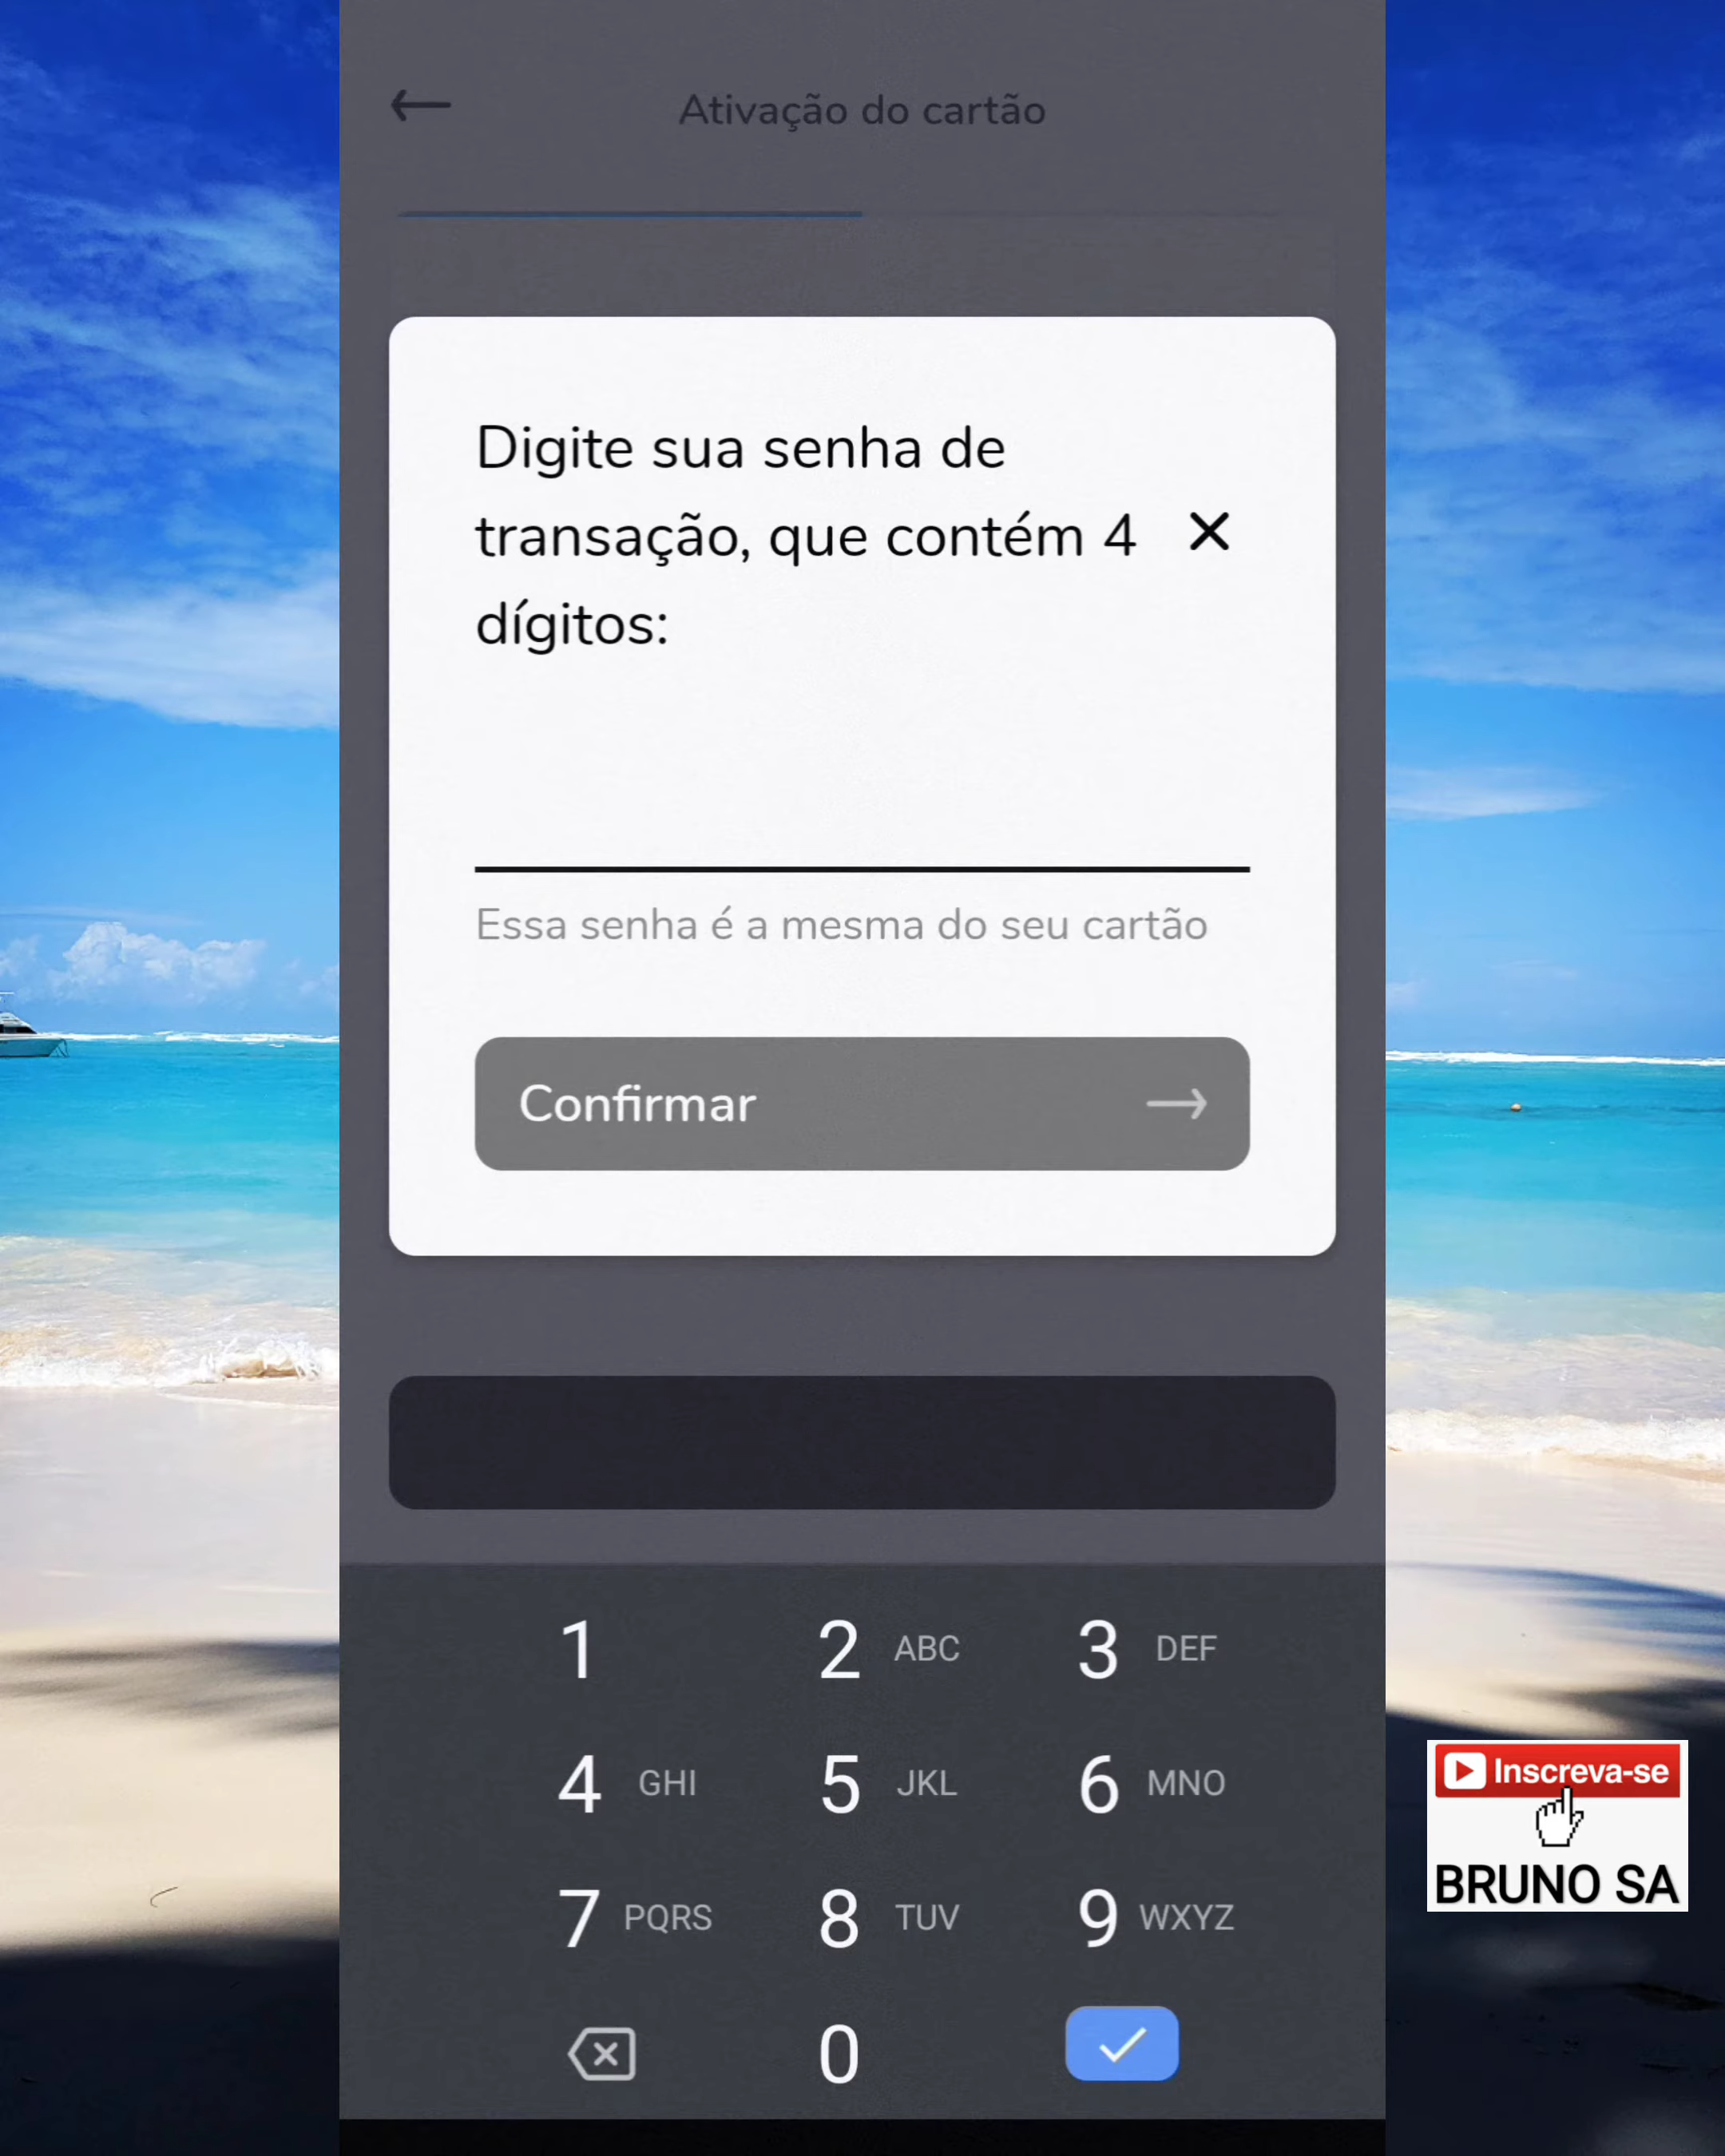 Ativação do cartão
Digite sua senha de
transação, que contém 4
dígitos:
Essa senha é a mesma do seu cartão
Confirmar
1 2 ABC 3 DEF
4 GHI 5 JKL 6 MNO
7 PQRS 8 TUV 9 WXYZ
0
Inscreva-se
BRUNO SA